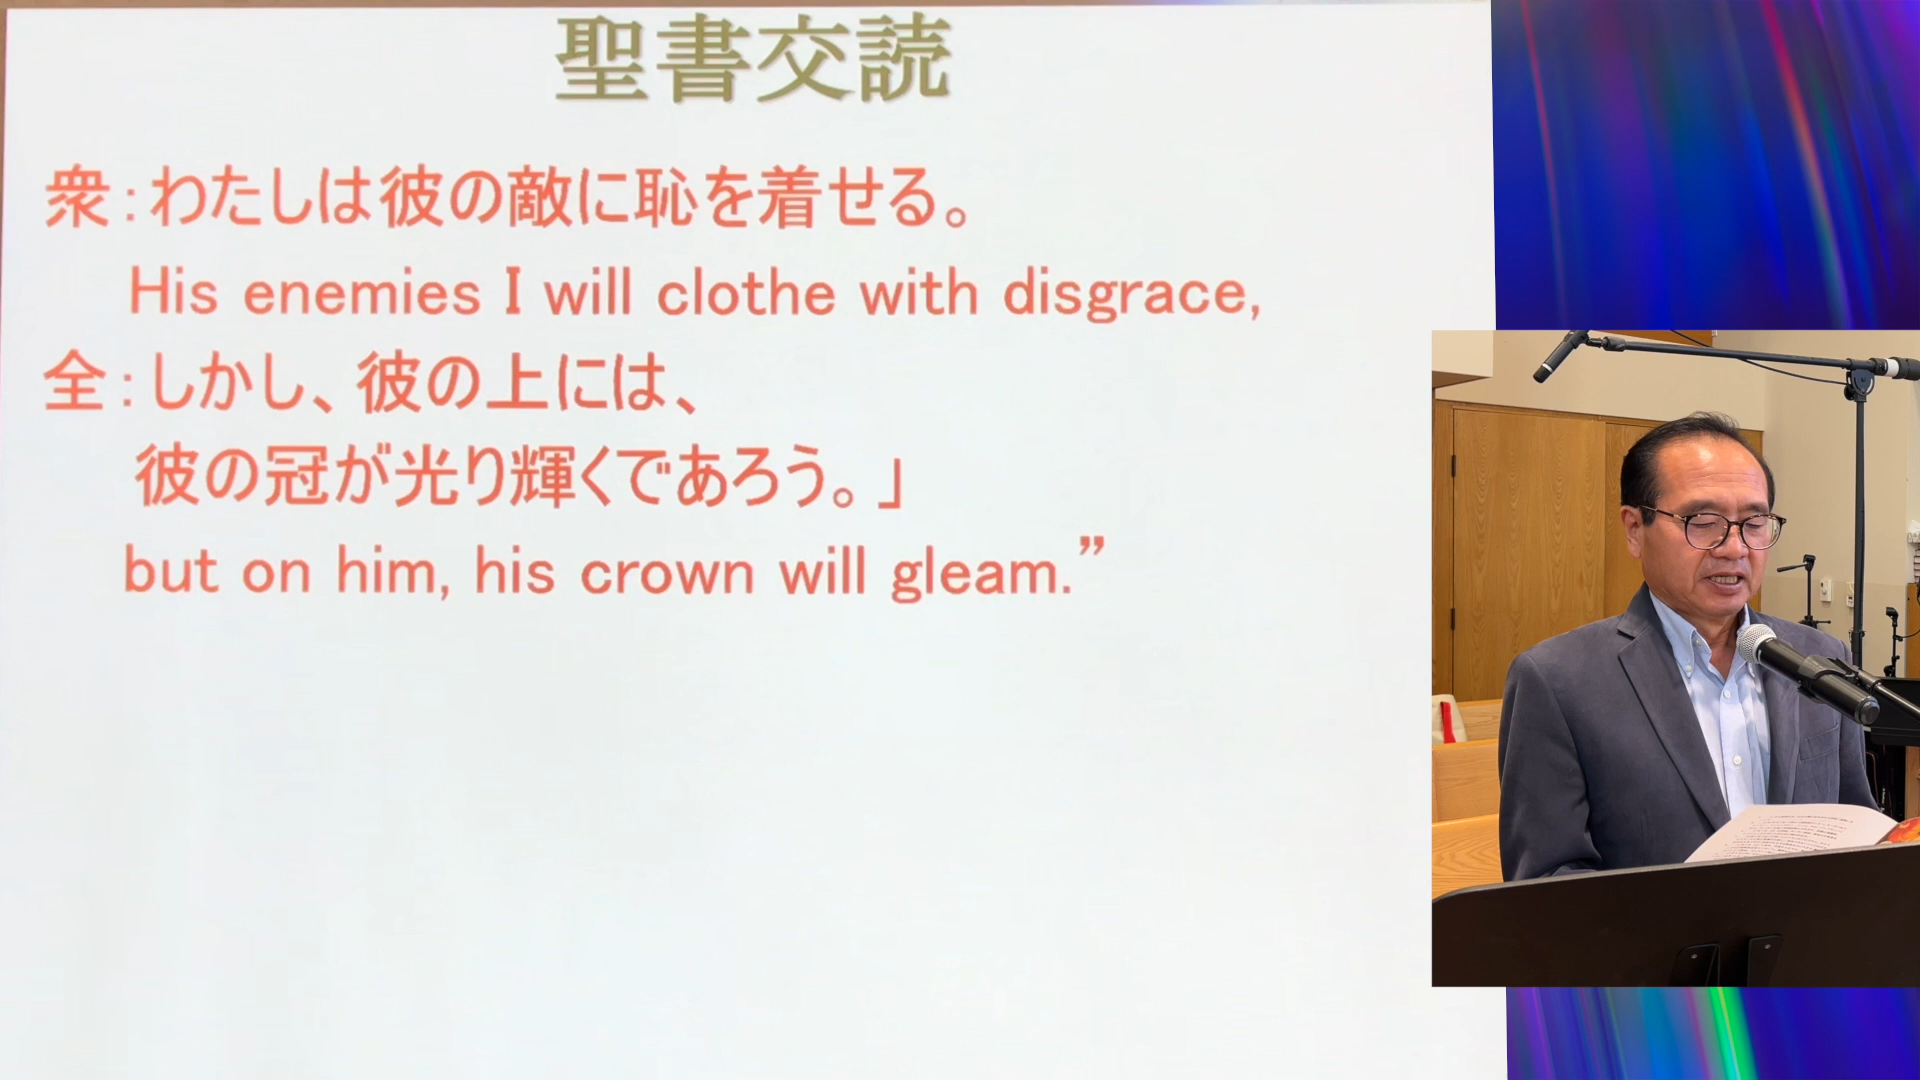 聖書交読
衆：わたしは彼の敵に恥を着せる。
His enemies I will clothe with disgrace,
全：しかし、彼の上には、
彼の冠が光り輝くであろう。」
but on him, his crown will gleam.”